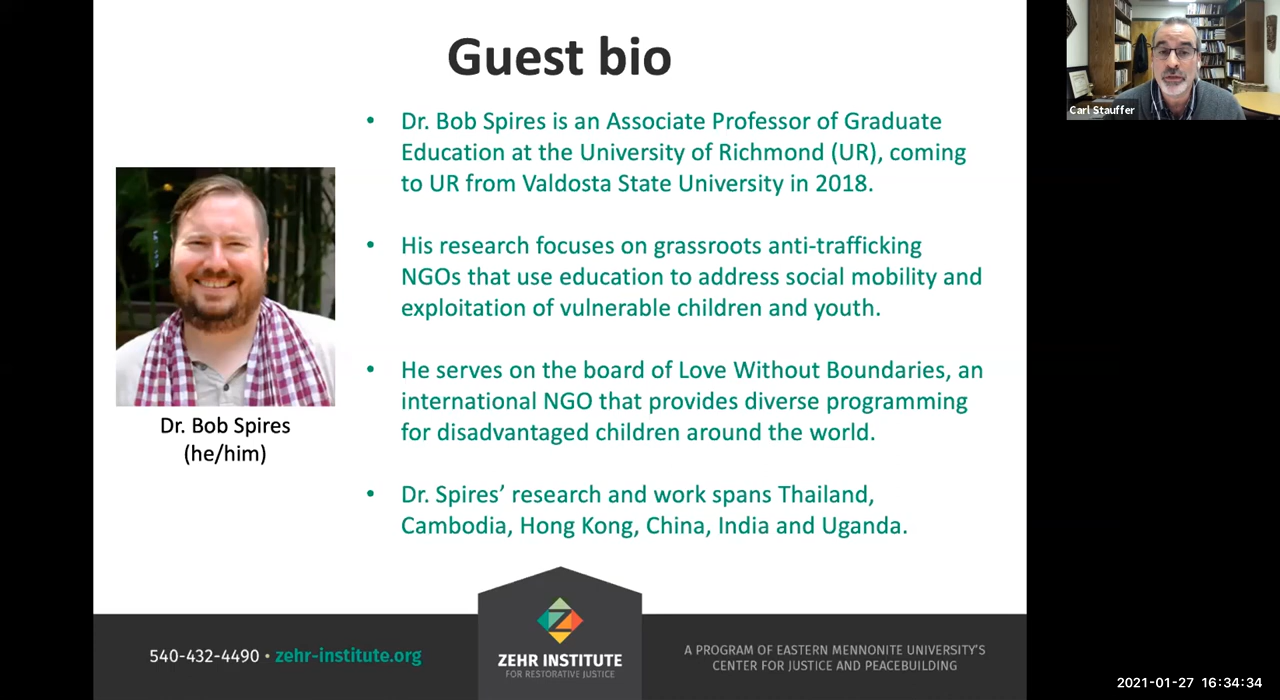 Guest bio
• Dr. Bob Spires is an Associate Professor of Graduate
Education at the University of Richmond (UR), coming
to UR from Valdosta State University in 2018.
• His research focuses on grassroots anti-trafficking
NGOs that use education to address social mobility and
exploitation of vulnerable children and youth.
• He serves on the board of Love Without Boundaries, an
international NGO that provides diverse programming
for disadvantaged children around the world.
• Dr. Spires’ research and work spans Thailand,
Cambodia, Hong Kong, China, India and Uganda.
Dr. Bob Spires
(he/him)
Carl Stauffer
540-432-4490 • zehr-institute.org
Z
ZEHR INSTITUTE
FOR RESTORATIVE JUSTICE
A PROGRAM OF EASTERN MENNONITE UNIVERSITY’S
CENTER FOR JUSTICE AND PEACEBUILDING
2021-01-27 16:34:34